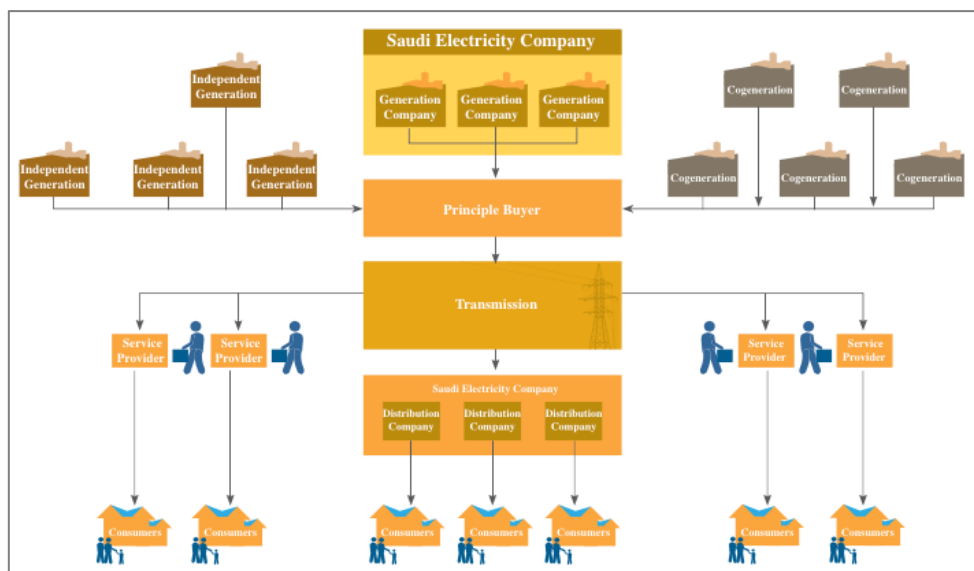 Saudi Electricity Company
Independent
Generation
Generation
Company
Generation
Company
Generation
Company
Cogeneration
Cogeneration
Independent
Generation
Independent
Generation
Independent
Generation
Cogeneration
Cogeneration
Cogeneration
Principle Buyer
Transmission
Service
Provider
Service
Provider
Service
Provider
Service
Provider
Saudi Electricity Company
Distribution
Company
Distribution
Company
Distribution
Company
Consumers
Consumers
Consumers
Consumers
Consumers
Consumers
Consumers